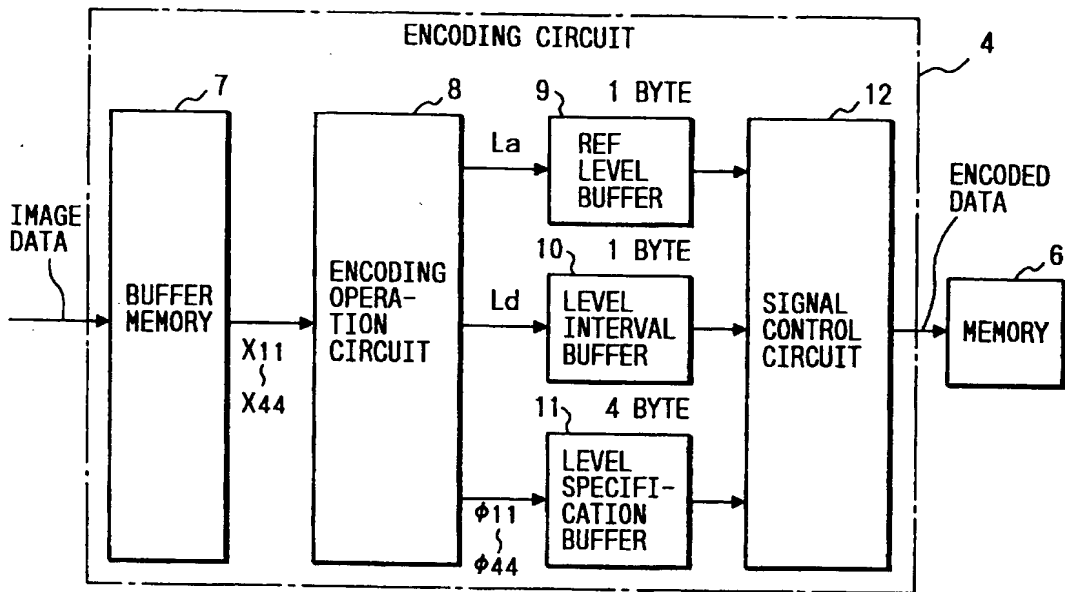 ENCODING CIRCUIT
4
7
8
9
1 BYTE
12
IMAGE
DATA
BUFFER
MEMORY
X11
X44
ENCODING
OPERA-
TION
CIRCUIT
La
REF
LEVEL
BUFFER
10
1 BYTE
Ld
LEVEL
INTERVAL
BUFFER
11
4 BYTE
ϕ11
ϕ44
LEVEL
SPECIFI-
CATION
BUFFER
SIGNAL
CONTROL
CIRCUIT
ENCODED
DATA
6
MEMORY